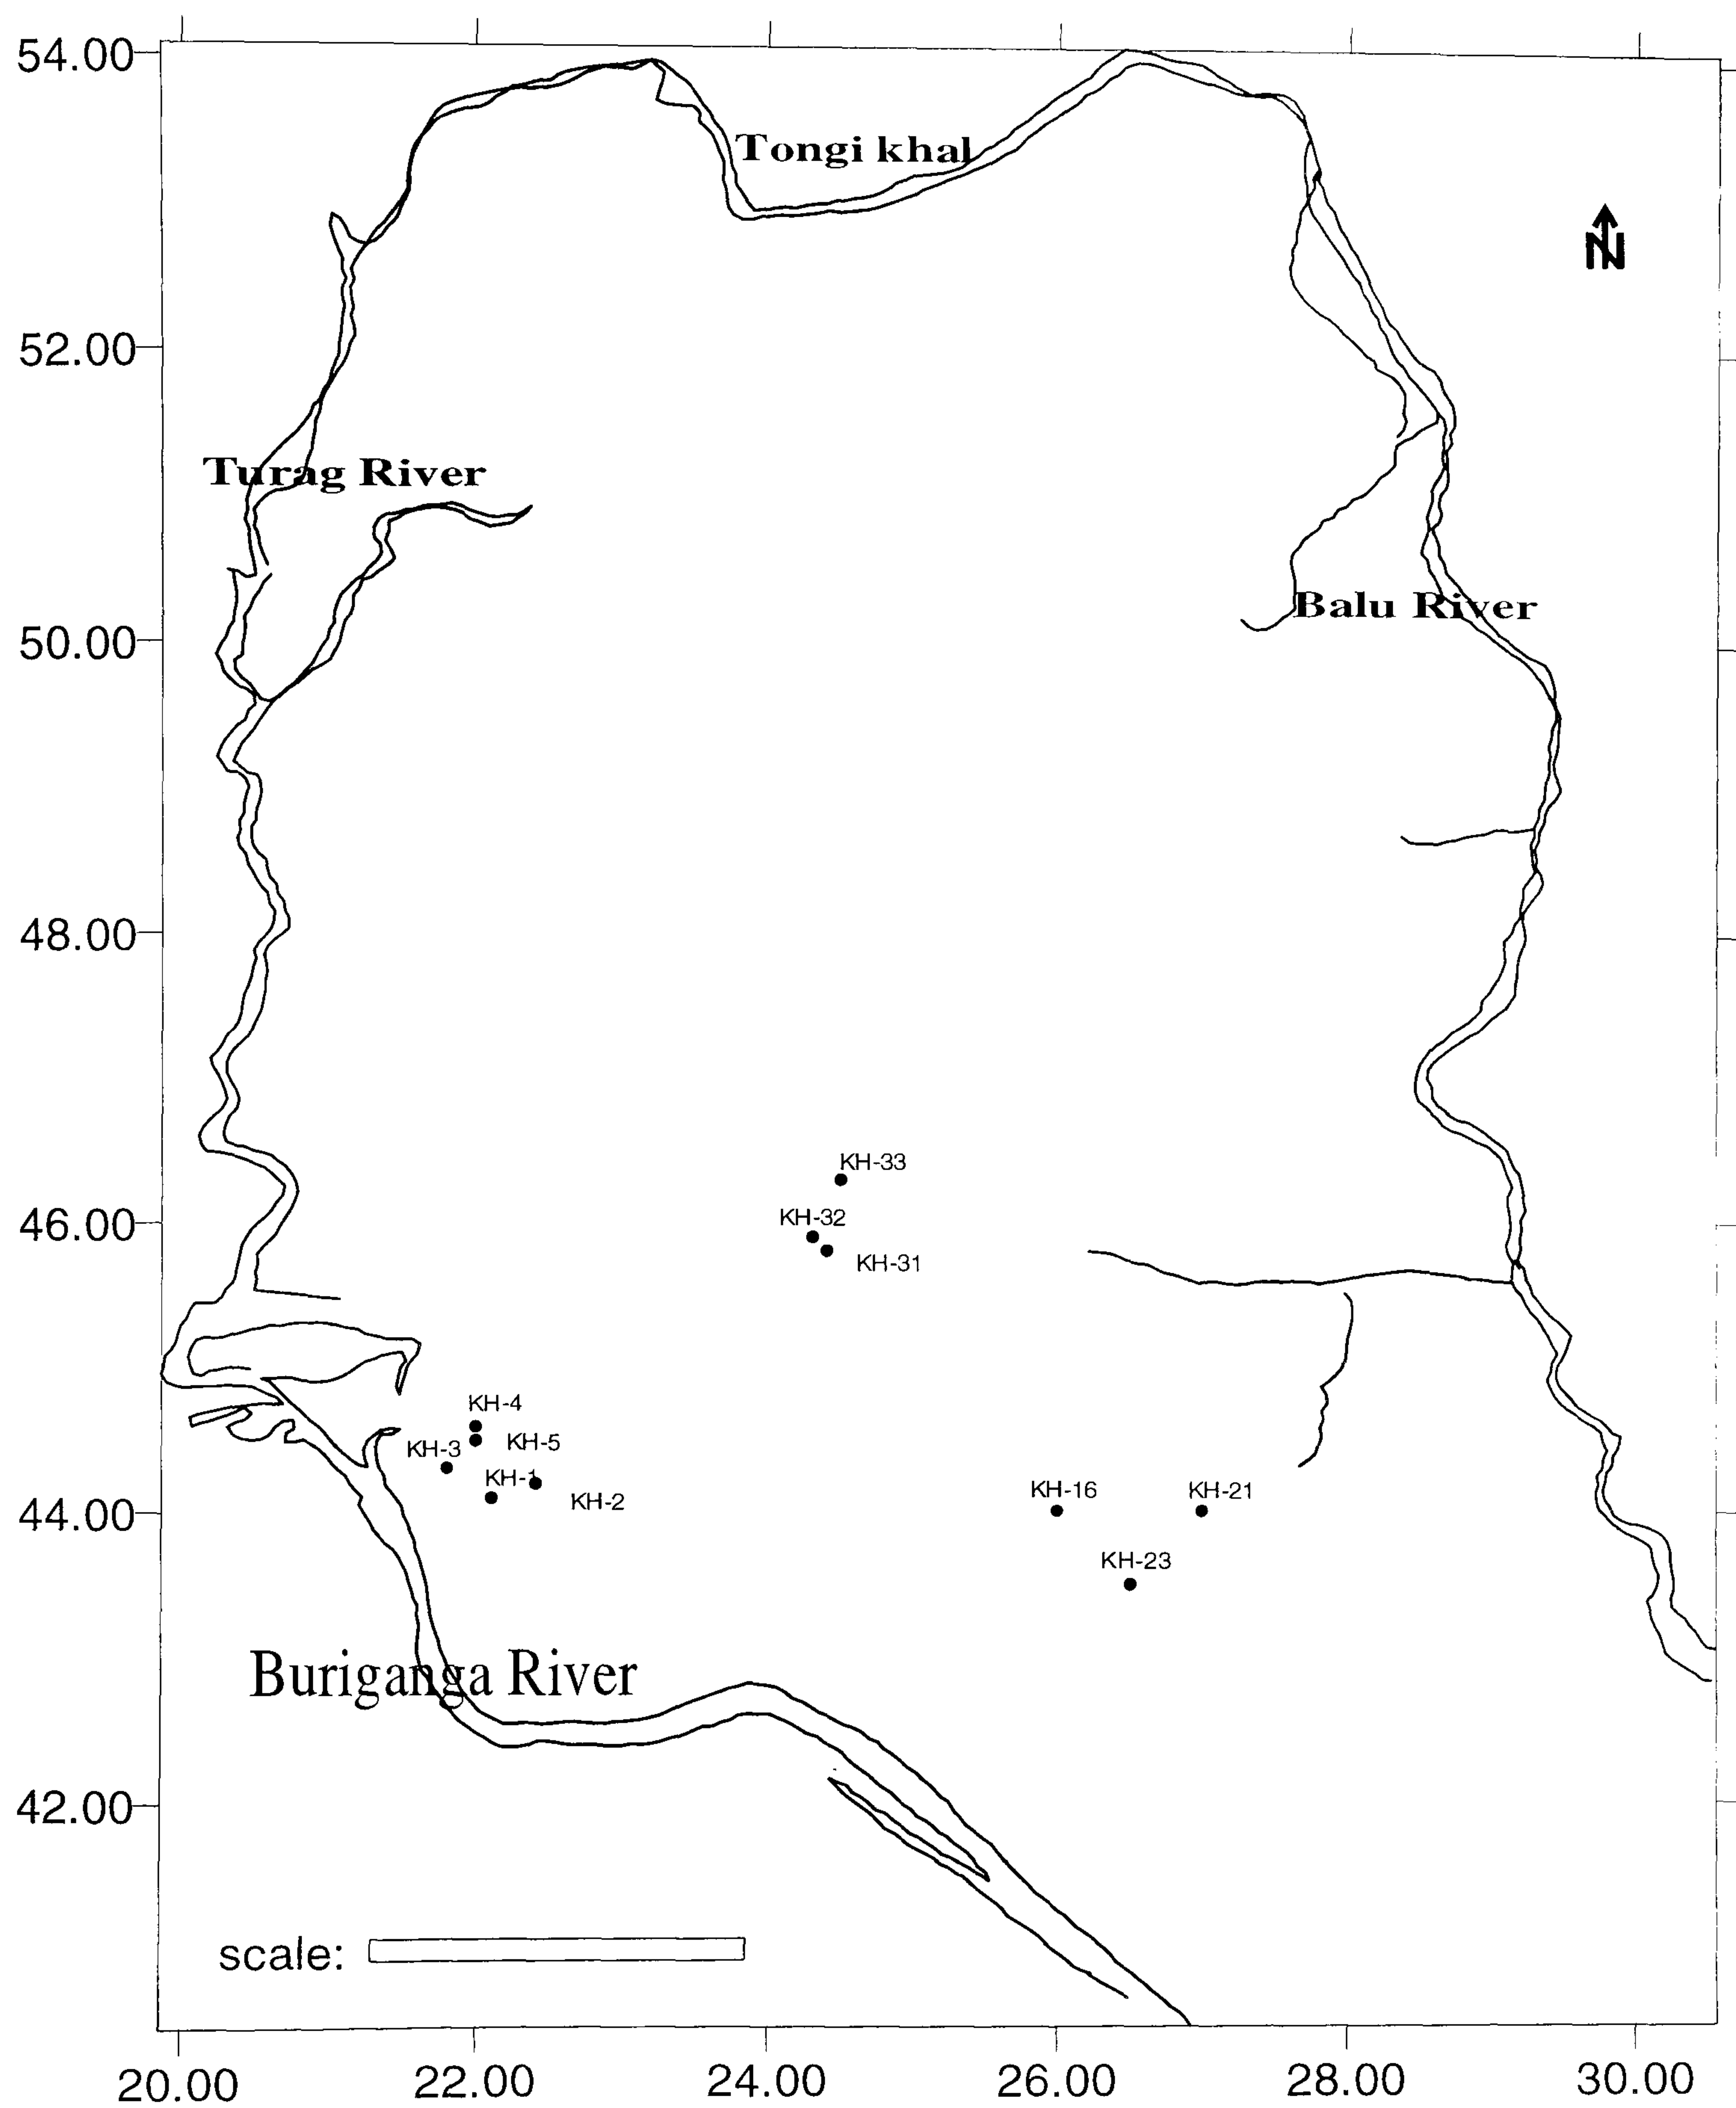 54.00
Tongi khal
N
52.00
Turag River
50.00
Balu River
48.00
KH-33
46.00
KH-32
KH-31
KH-4
KH-3
KH-5
KH-1
KH-2
44.00
KH-16
KH-21
KH-23
Buriganga River
42.00
scale:
20.00 22.00 24.00 26.00 28.00 30.00